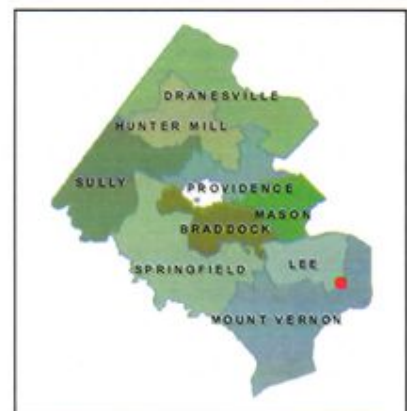 DRANESVILLE
HUNTER MILL
SULLY
PROVIDENCE
MASON
BRADDOCK
SPRINGFIELD
LEE
MOUNT VERNON